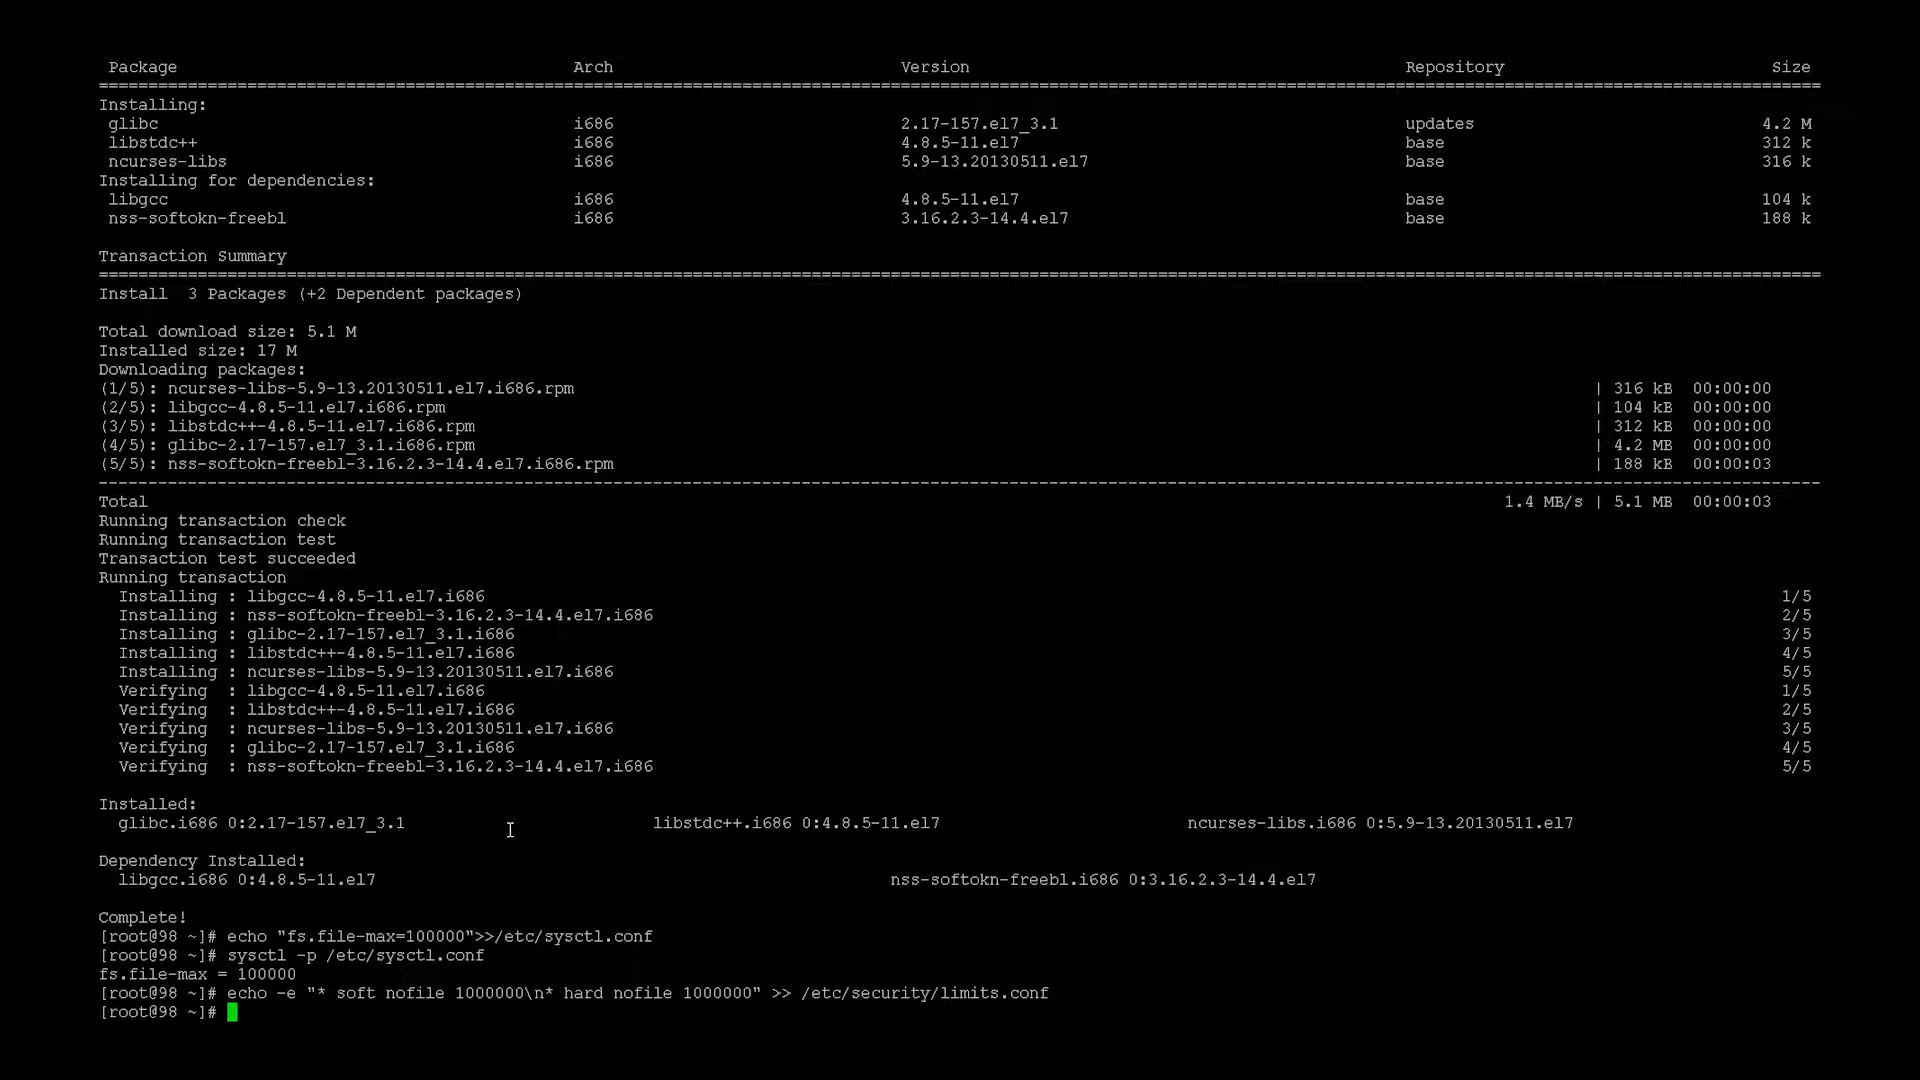 Package Arch Version Repository Size
================================================================================
Installing:
glibc i686 2.17-157.el7_3.1 updates 4.2 M
libstdc++ i686 4.8.5-11.el7 base 312 k
ncurses-libs i686 5.9-13.20130511.el7 base 316 k
Installing for dependencies:
libgcc i686 4.8.5-11.el7 base 104 k
nss-softokn-freebl i686 3.16.2.3-14.4.el7 base 188 k
Transaction Summary
================================================================================
Install  3 Packages (+2 Dependent packages)
Total download size: 5.1 M
Installed size: 17 M
Downloading packages:
(1/5): ncurses-libs-5.9-13.20130511.el7.i686.rpm | 316 kB 00:00:00
(2/5): libgcc-4.8.5-11.el7.i686.rpm | 104 kB 00:00:00
(3/5): libstdc++-4.8.5-11.el7.i686.rpm | 312 kB 00:00:00
(4/5): glibc-2.17-157.el7_3.1.i686.rpm | 4.2 MB 00:00:00
(5/5): nss-softokn-freebl-3.16.2.3-14.4.el7.i686.rpm | 188 kB 00:00:03
--------------------------------------------------------------------------------
Total 1.4 MB/s | 5.1 MB 00:00:03
Running transaction check
Running transaction test
Transaction test succeeded
Running transaction
Installing : libgcc-4.8.5-11.el7.i686 1/5
Installing : nss-softokn-freebl-3.16.2.3-14.4.el7.i686 2/5
Installing : glibc-2.17-157.el7_3.1.i686 3/5
Installing : libstdc++-4.8.5-11.el7.i686 4/5
Installing : ncurses-libs-5.9-13.20130511.el7.i686 5/5
Verifying  : libgcc-4.8.5-11.el7.i686 1/5
Verifying  : libstdc++-4.8.5-11.el7.i686 2/5
Verifying  : ncurses-libs-5.9-13.20130511.el7.i686 3/5
Verifying  : glibc-2.17-157.el7_3.1.i686 4/5
Verifying  : nss-softokn-freebl-3.16.2.3-14.4.el7.i686 5/5
Installed:
glibc.i686 0:2.17-157.el7_3.1 libstdc++.i686 0:4.8.5-11.el7 ncurses-libs.i686 0:5.9-13.20130511.el7
Dependency Installed:
libgcc.i686 0:4.8.5-11.el7 nss-softokn-freebl.i686 0:3.16.2.3-14.4.el7
Complete!
[root@98 ~]# echo "fs.file-max=100000">>/etc/sysctl.conf
[root@98 ~]# sysctl -p /etc/sysctl.conf
fs.file-max = 100000
[root@98 ~]# echo -e "* soft nofile 1000000\n* hard nofile 1000000" >> /etc/security/limits.conf
[root@98 ~]#